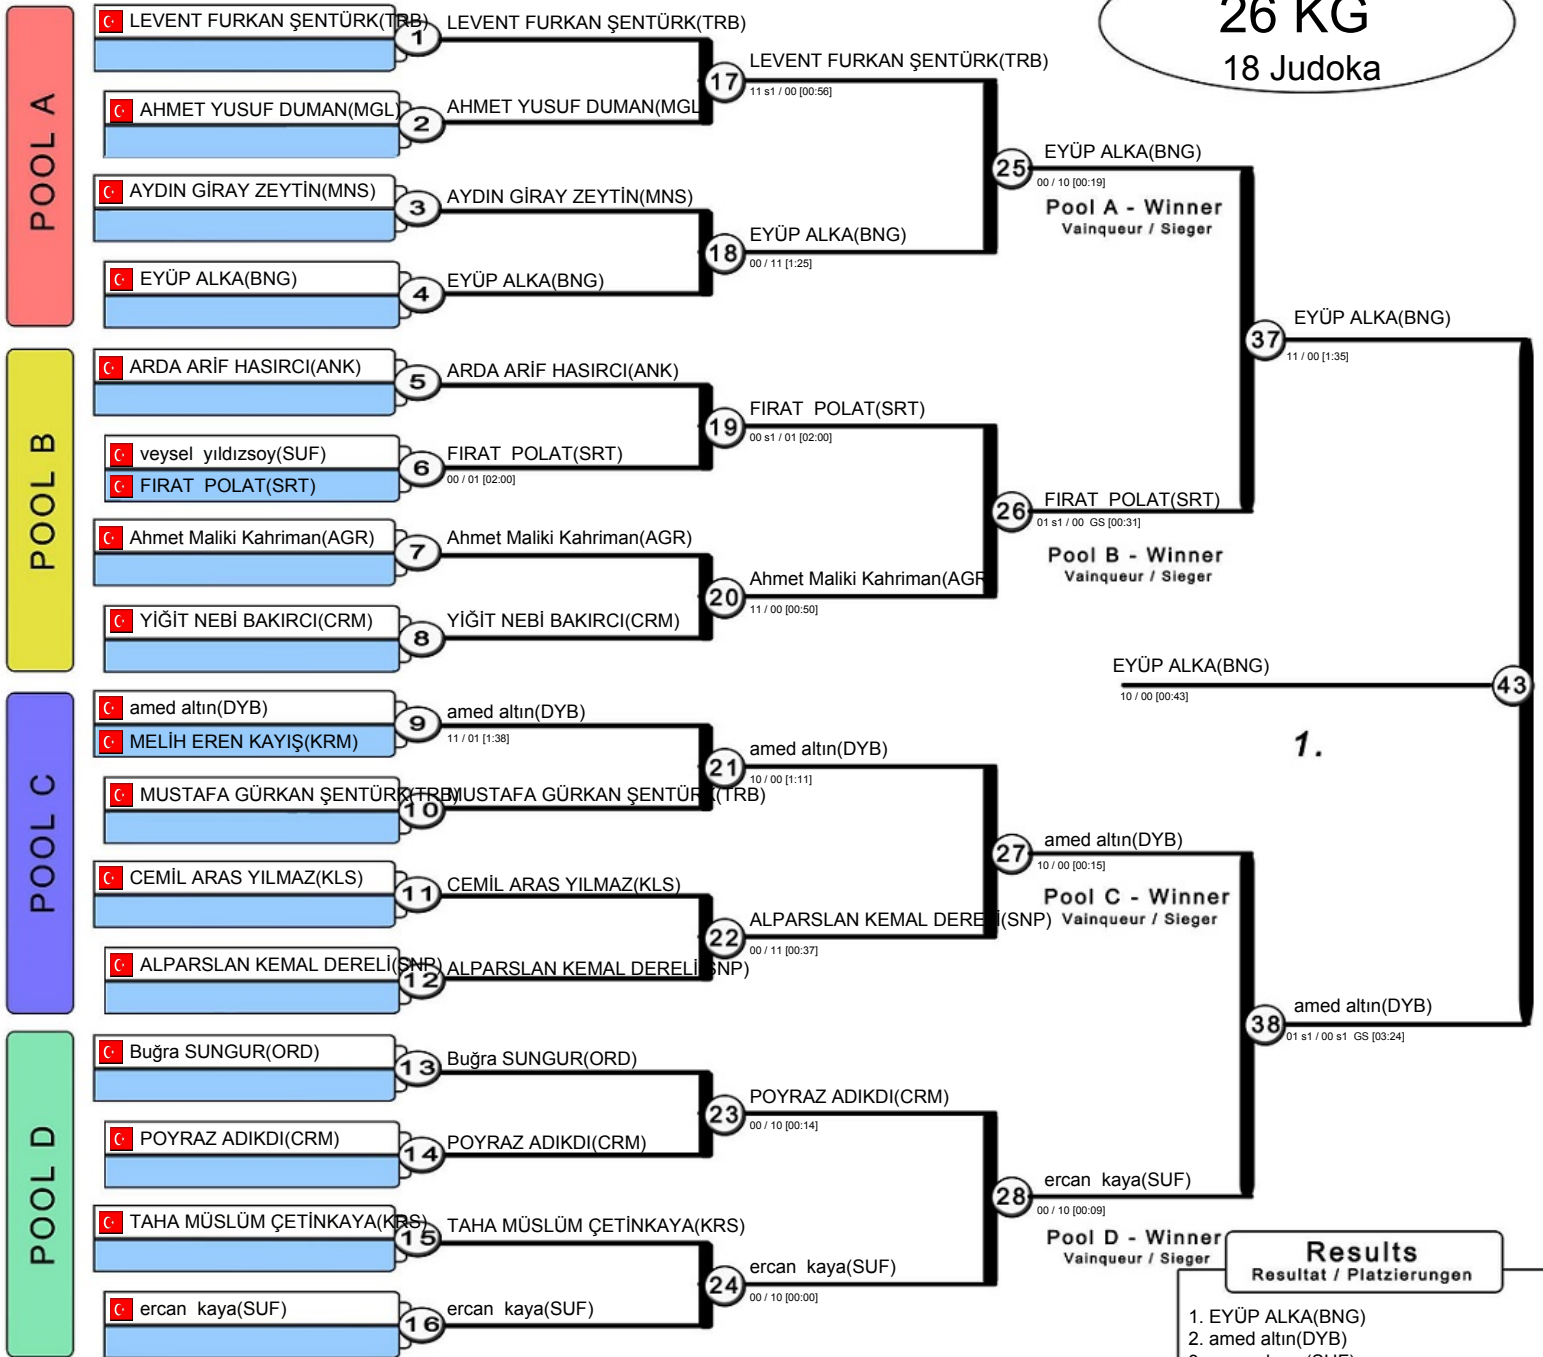 26 KG
18 Judoka
POOL A
LEVENT FURKAN ŞENTÜRK(TRB)
1
LEVENT FURKAN ŞENTÜRK(TRB)
AHMET YUSUF DUMAN(MGL)
2
AHMET YUSUF DUMAN(MGL
17
LEVENT FURKAN ŞENTÜRK(TRB)
11 s1 / 00 [00:56]
AYDIN GİRAY ZEYTİN(MNS)
3
AYDIN GİRAY ZEYTİN(MNS)
EYÜP ALKA(BNG)
4
EYÜP ALKA(BNG)
18
EYÜP ALKA(BNG)
00 / 11 [1:25]
25
EYÜP ALKA(BNG)
00 / 10 [00:19]
Pool A - Winner
Vainqueur / Sieger
POOL B
ARDA ARİF HASIRCI(ANK)
5
ARDA ARİF HASIRCI(ANK)
veysel yıldızsoy(SUF)
FIRAT POLAT(SRT)
6
FIRAT POLAT(SRT)
00 / 01 [02:00]
19
FIRAT POLAT(SRT)
00 s1 / 01 [02:00]
Ahmet Maliki Kahriman(AGR)
7
Ahmet Maliki Kahriman(AGR)
YİĞİT NEBİ BAKIRCI(CRM)
8
YİĞİT NEBİ BAKIRCI(CRM)
20
Ahmet Maliki Kahriman(AGR
11 / 00 [00:50]
26
FIRAT POLAT(SRT)
01 s1 / 00 GS [00:31]
Pool B - Winner
Vainqueur / Sieger
37
EYÜP ALKA(BNG)
11 / 00 [1:35]
POOL C
amed altın(DYB)
MELİH EREN KAYIŞ(KRM)
9
amed altın(DYB)
11 / 01 [1:38]
MUSTAFA GÜRKAN ŞENTÜRK(TRB)
10
MUSTAFA GÜRKAN ŞENTÜRK(TRB)
21
amed altın(DYB)
10 / 00 [1:11]
CEMİL ARAS YILMAZ(KLS)
11
CEMİL ARAS YILMAZ(KLS)
ALPARSLAN KEMAL DERELİ(SNP)
12
ALPARSLAN KEMAL DERELİ(SNP)
22
ALPARSLAN KEMAL DERELİ(SNP)
00 / 11 [00:37]
27
amed altın(DYB)
10 / 00 [00:15]
Pool C - Winner
Vainqueur / Sieger
EYÜP ALKA(BNG)
43
10 / 00 [00:43]
1.
POOL D
Buğra SUNGUR(ORD)
13
Buğra SUNGUR(ORD)
POYRAZ ADIKDI(CRM)
14
POYRAZ ADIKDI(CRM)
23
POYRAZ ADIKDI(CRM)
00 / 10 [00:14]
TAHA MÜSLÜM ÇETİNKAYA(KRS)
15
TAHA MÜSLÜM ÇETİNKAYA(KRS)
ercan kaya(SUF)
16
ercan kaya(SUF)
24
ercan kaya(SUF)
00 / 10 [00:00]
28
ercan kaya(SUF)
00 / 10 [00:09]
Pool D - Winner
Vainqueur / Sieger
38
amed altın(DYB)
01 s1 / 00 s1 GS [03:24]
Results
Resultat / Platzierungen
1. EYÜP ALKA(BNG)
2. amed altın(DYB)